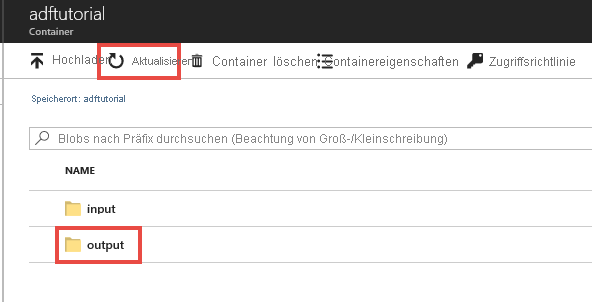 adftutorial
Container
Hochladen Aktualisieren Container löschen Containereigenschaften Zugriffsrichtlinie
Speicherort: adftutorial
Blobs nach Präfix durchsuchen (Beachtung von Groß-/Kleinschreibung)
NAME
input
output